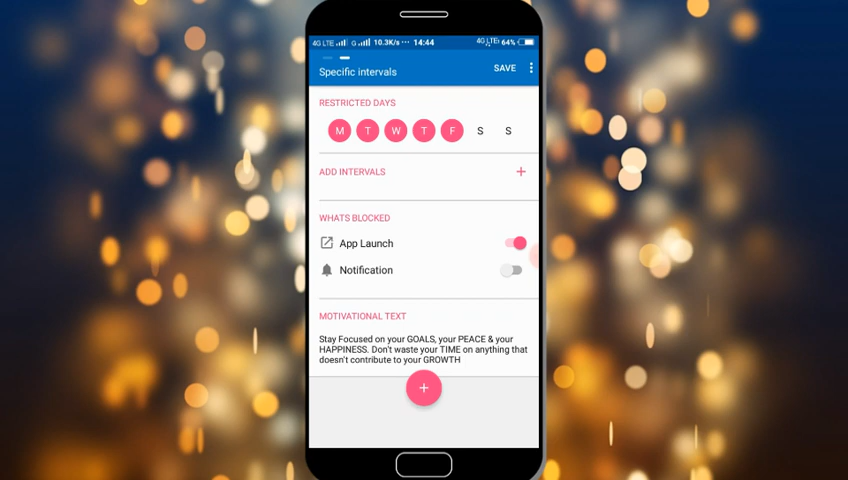 4G LTE G 10.3K/s ··· 14:44 4G LTE 64%
Specific intervals SAVE
RESTRICTED DAYS
M T W T F S S
ADD INTERVALS +
WHATS BLOCKED
App Launch
Notification
MOTIVATIONAL TEXT
Stay Focused on your GOALS, your PEACE & your
HAPPINESS. Don't waste your TIME on anything that
doesn't contribute to your GROWTH
+